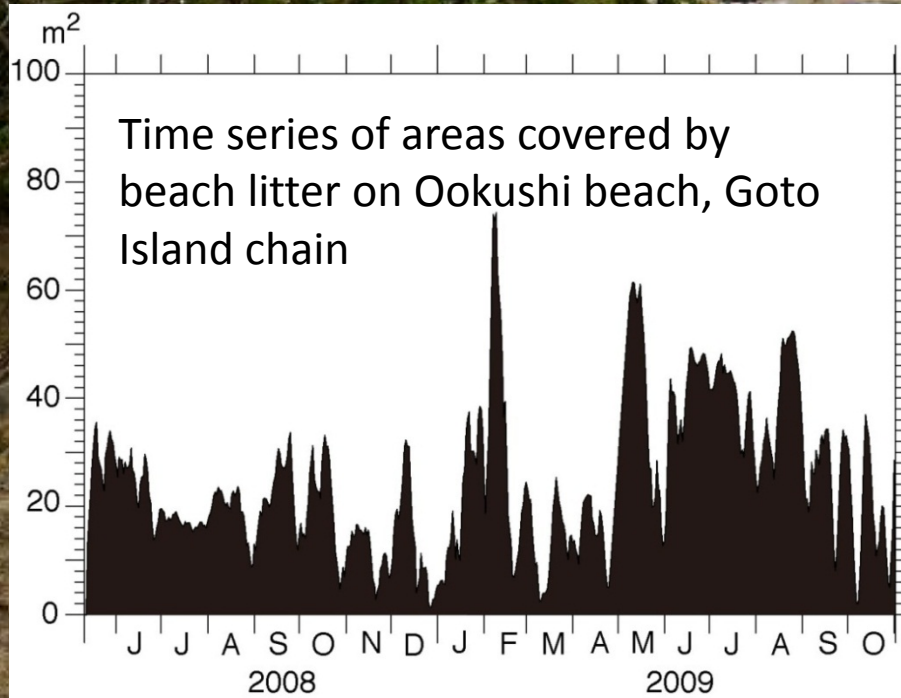 m²
100
Time series of areas covered by
beach litter on Ookushi beach, Goto
Island chain
80
60
40
20
0
J J A S O N D J F M A M J J A S O
2008 2009